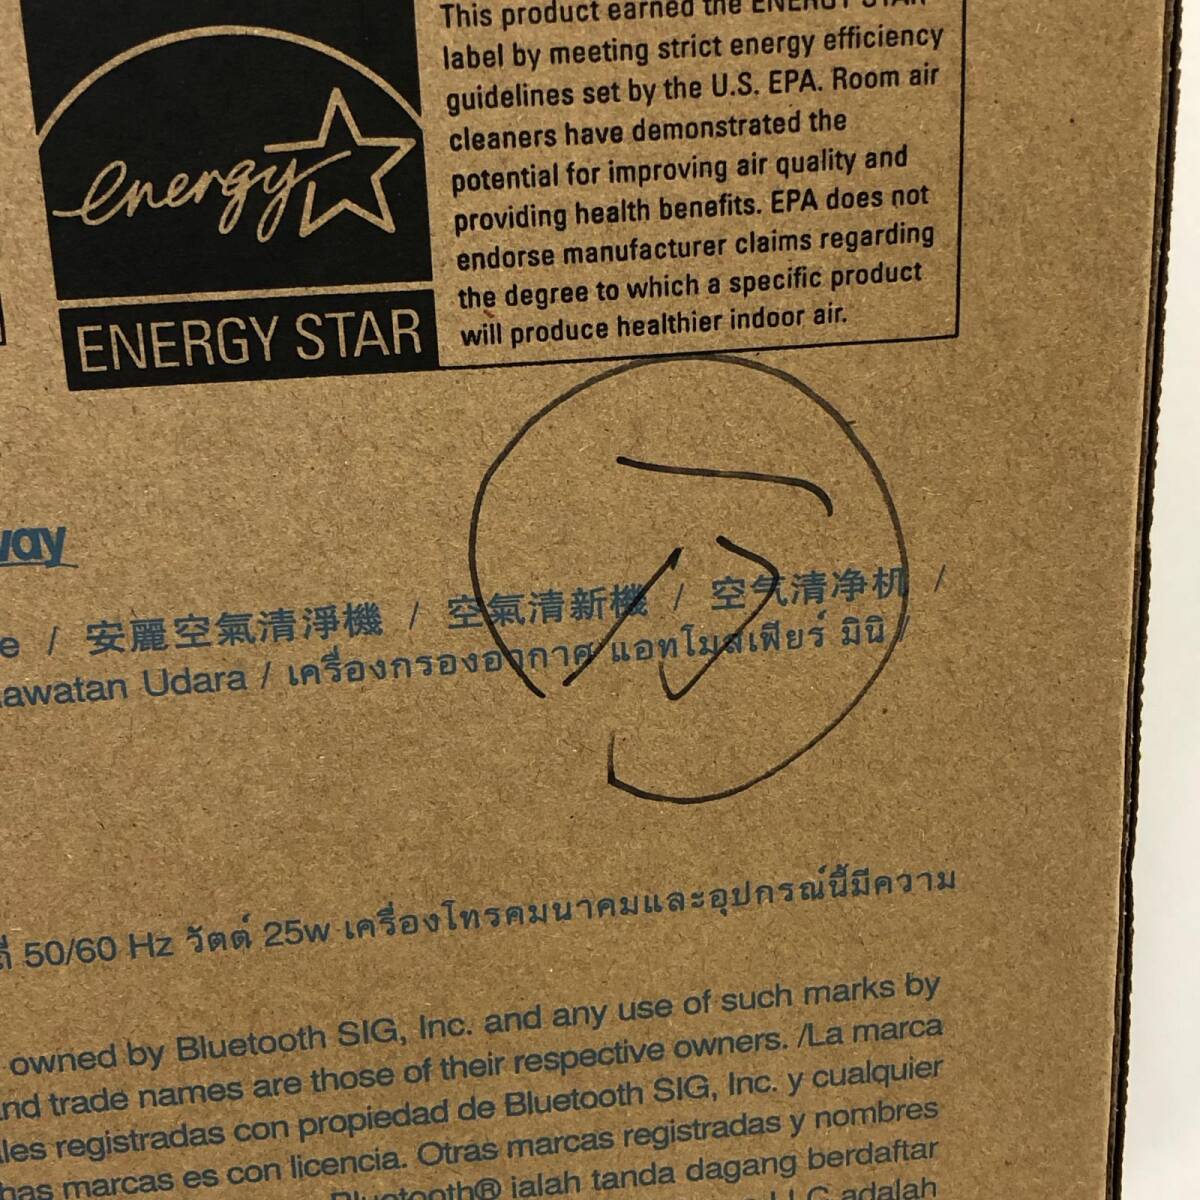 This product earned the ENERGY STAR
label by meeting strict energy efficiency
guidelines set by the U.S. EPA. Room air
cleaners have demonstrated the
potential for improving air quality and
providing health benefits. EPA does not
endorse manufacturer claims regarding
the degree to which a specific product
will produce healthier indoor air.
energy
ENERGY STAR
way
e / 安麗空氣清淨機 / 空氣清新機 / 空气清净机 /
awatan Udara / เครื่องกรองอากาศ แอทโมสเฟียร์ มินิ /
50/60 Hz วัตต์ 25w เครื่องโทรคมนาคมและอุปกรณ์นี้มีความ
owned by Bluetooth SIG, Inc. and any use of such marks by
nd trade names are those of their respective owners. /La marca
les registradas con propiedad de Bluetooth SIG, Inc. y cualquier
has marcas es con licencia. Otras marcas registradas y nombres
Bluetooth® ialah tanda dagang berdaftar
LLC adalah